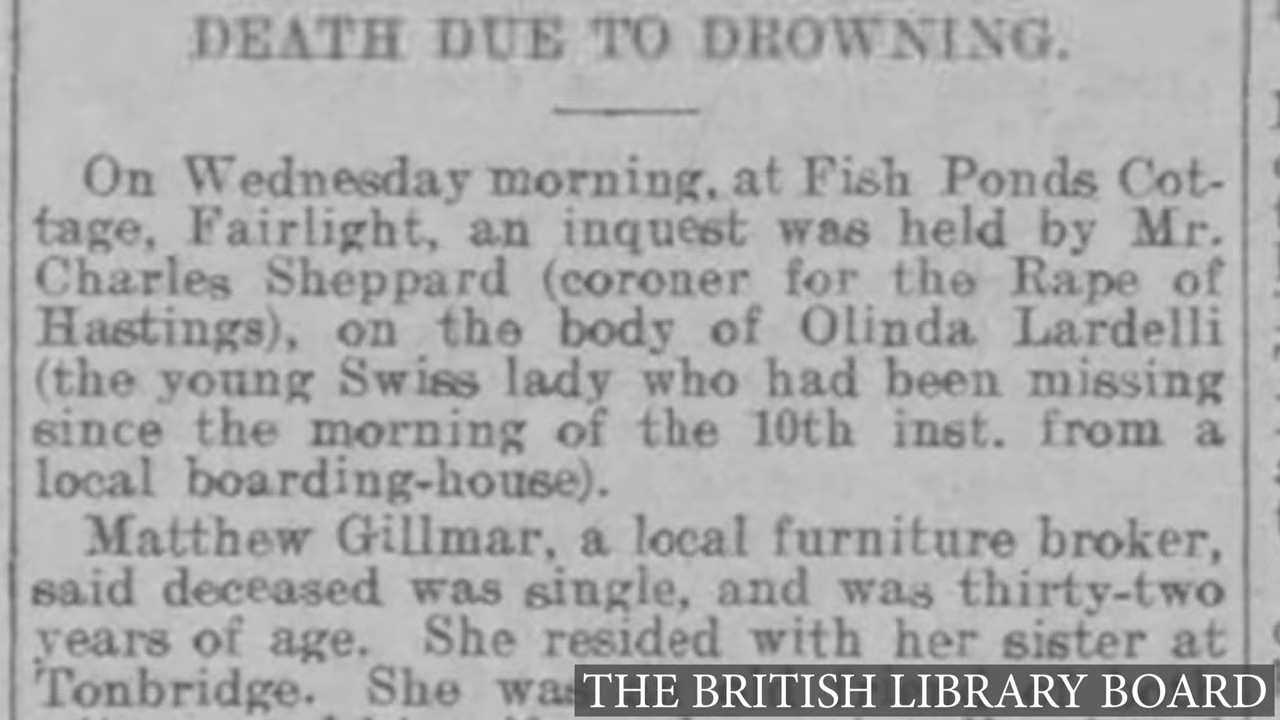 DEATH DUE TO DROWNING.
On Wednesday morning, at Fish Ponds Cot-
tage, Fairlight, an inquest was held by Mr.
Charles Sheppard (coroner for the Rape of
Hastings), on the body of Olinda Lardelli
(the young Swiss lady who had been missing
since the morning of the 10th inst. from a
local boarding-house).
Matthew Gillmar, a local furniture broker,
said deceased was single, and was thirty-two
years of age. She resided with her sister at
Tonbridge. She was
THE BRITISH LIBRARY BOARD